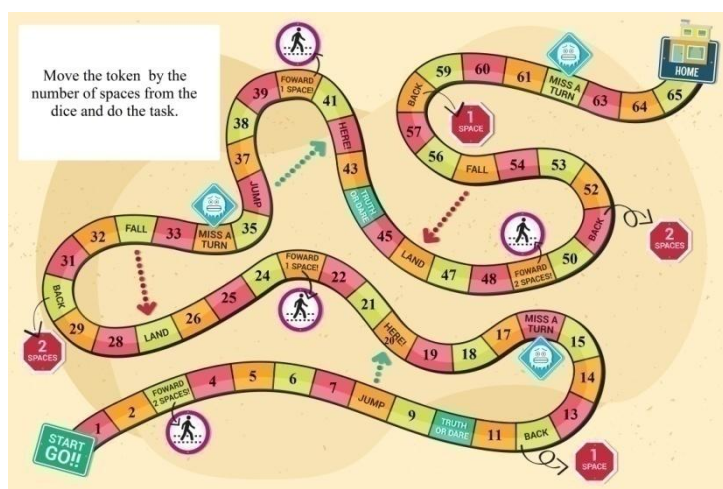 Move the token by the
number of spaces from the
dice and do the task.
START
GO!!
1
2
FOWARD
2 SPACES!
4
5
6
7
JUMP
9
TRUTH
OR DARE
11
BACK
1
SPACE
13
14
15
MISS A
TURN
17
18
19
HERE!
20
21
22
FOWARD
1 SPACE!
24
25
26
LAND
28
29
BACK
2
SPACES
31
32
FALL
33
MISS A
TURN
35
JUMP
37
38
39
FOWARD
1 SPACE!
41
HERE!
43
TRUTH
OR DARE
45
LAND
47
48
FOWARD
2 SPACES!
50
BACK
2
SPACES
52
53
54
FALL
56
57
BACK
1
SPACE
59
60
61
MISS A
TURN
63
64
65
HOME